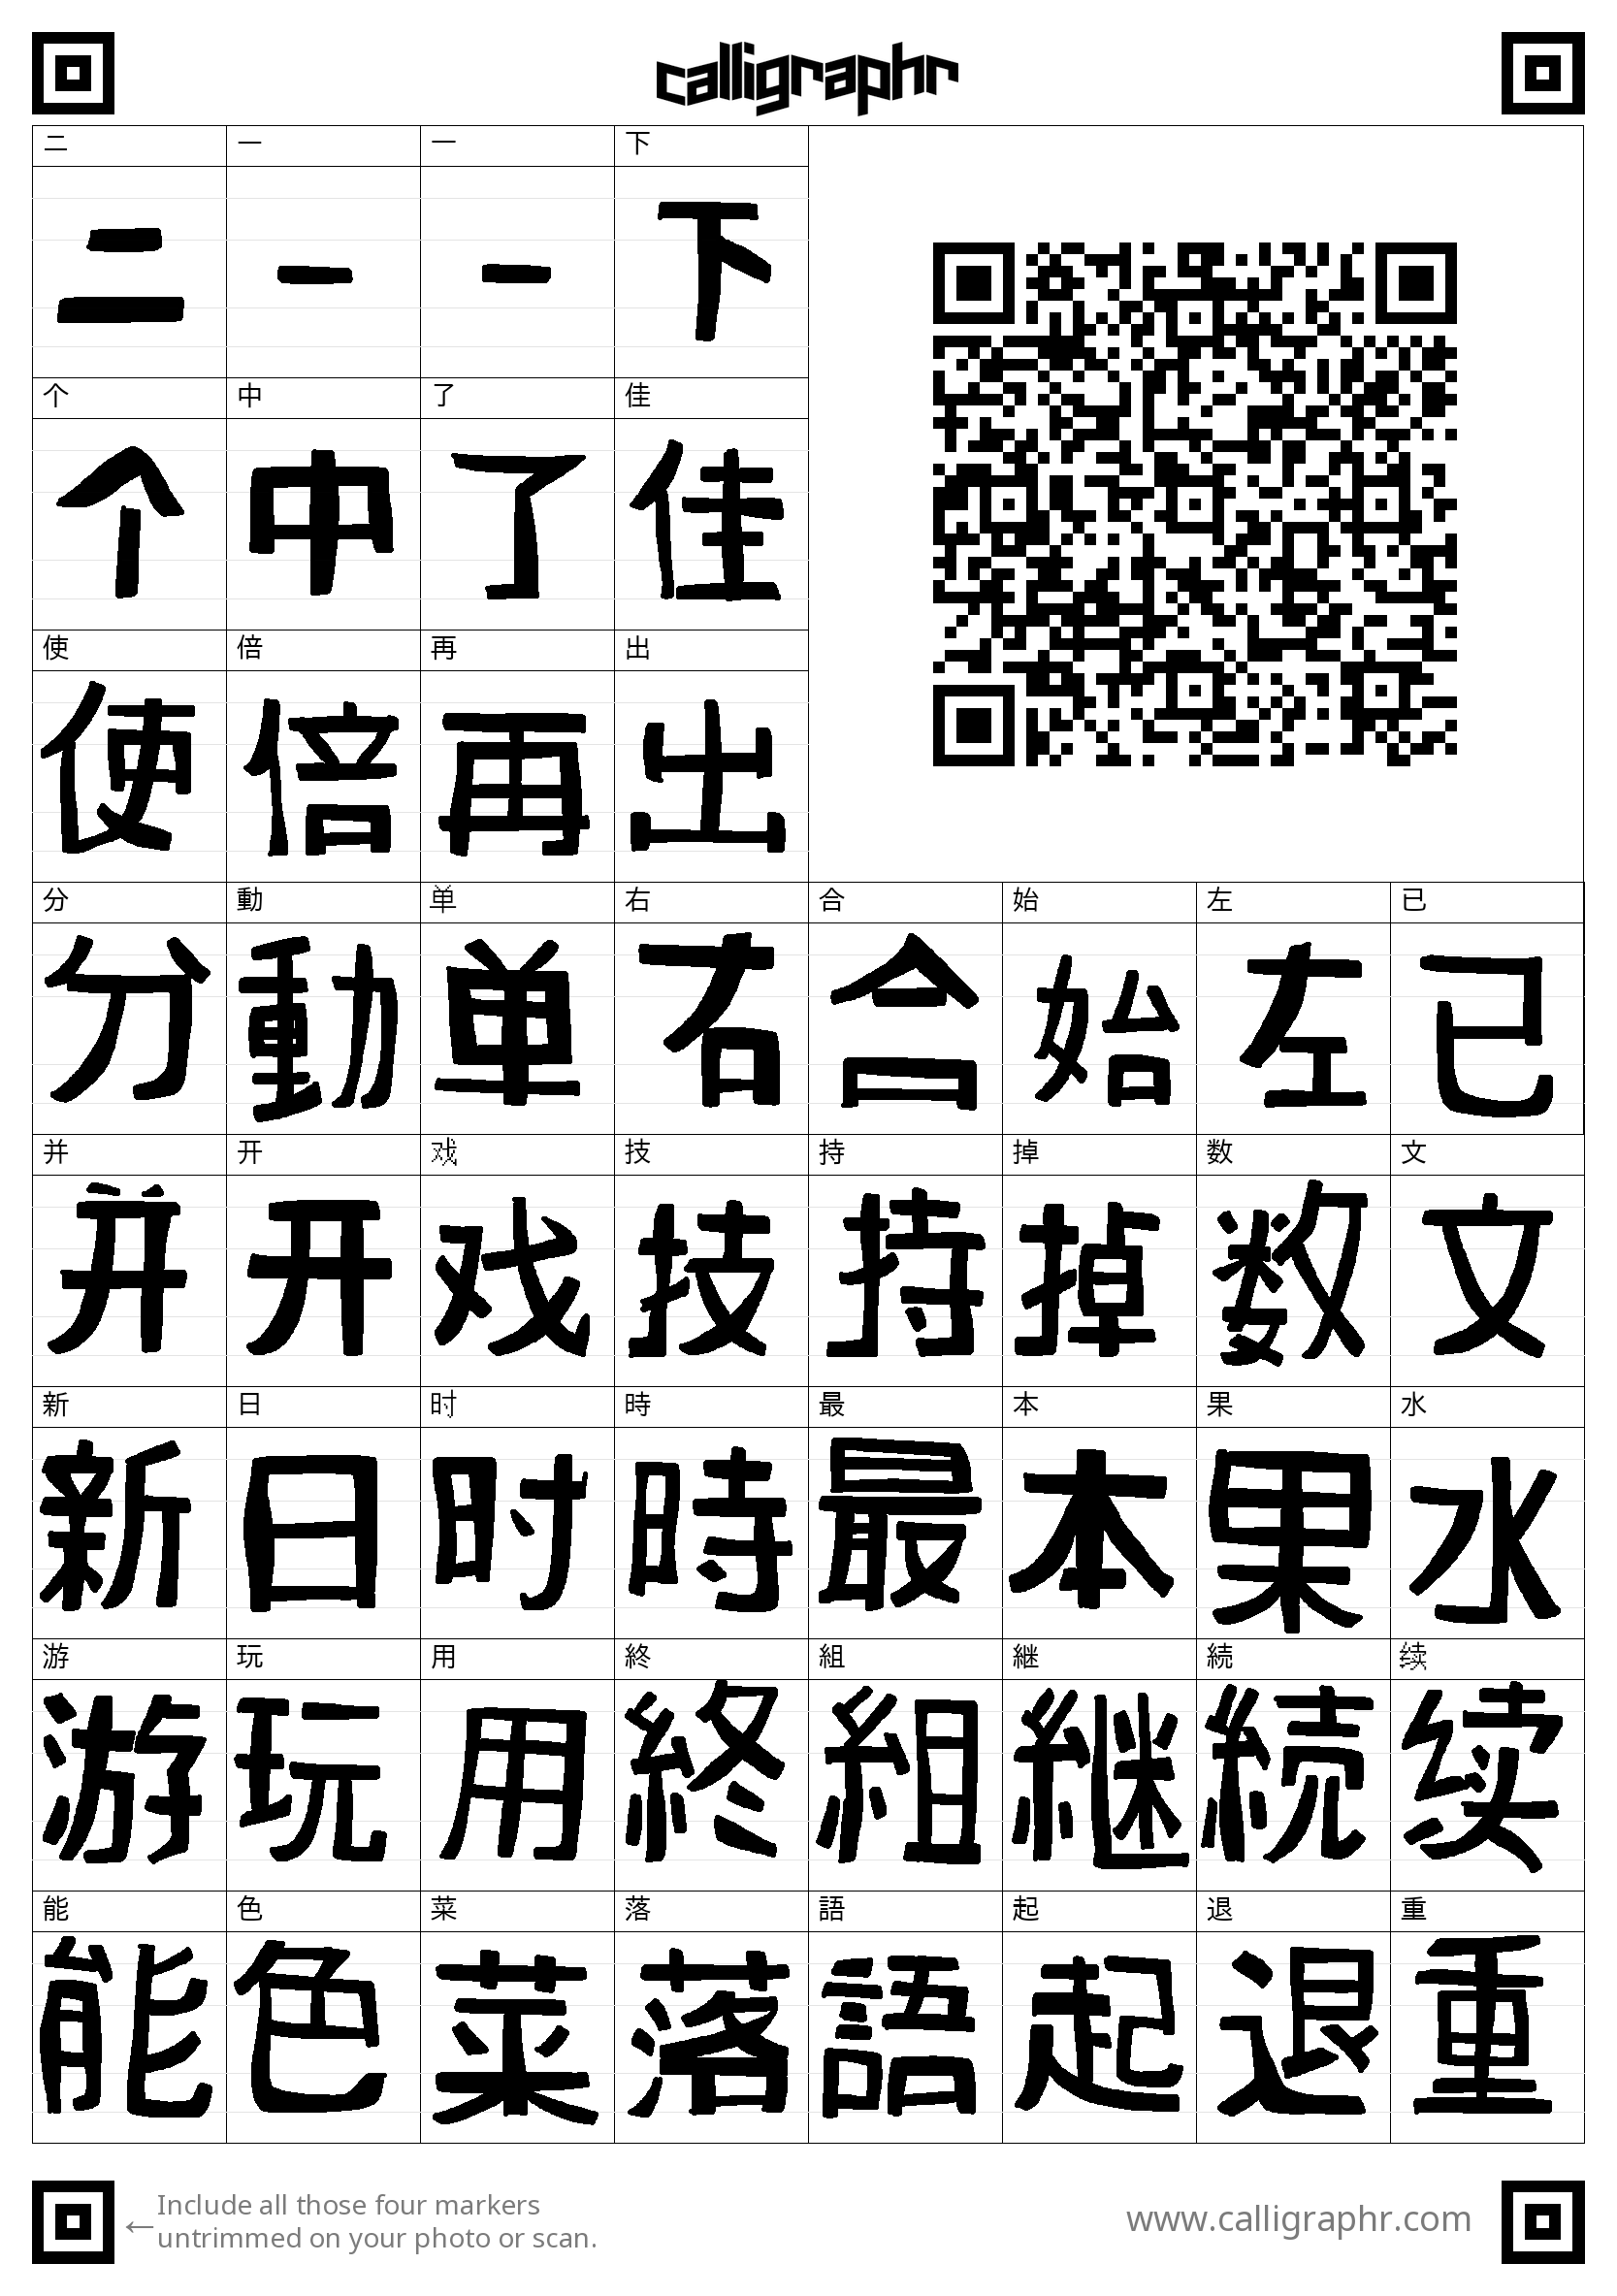 calligraphr
二 一 一 下
二 一 一 下
个 中 了 佳
个 中 了 佳
使 倍 再 出
使 倍 再 出
分 動 単 右 合 始 左 已
分 動 単 右 合 始 左 已
并 开 戏 技 持 掉 数 文
并 开 戏 技 持 掉 数 文
新 日 时 時 最 本 果 水
新 日 时 時 最 本 果 水
游 玩 用 終 組 継 続 续
游 玩 用 終 組 継 続 续
能 色 菜 落 語 起 退 重
能 色 菜 落 語 起 退 重
←Include all those four markers
untrimmed on your photo or scan.
www.calligraphr.com